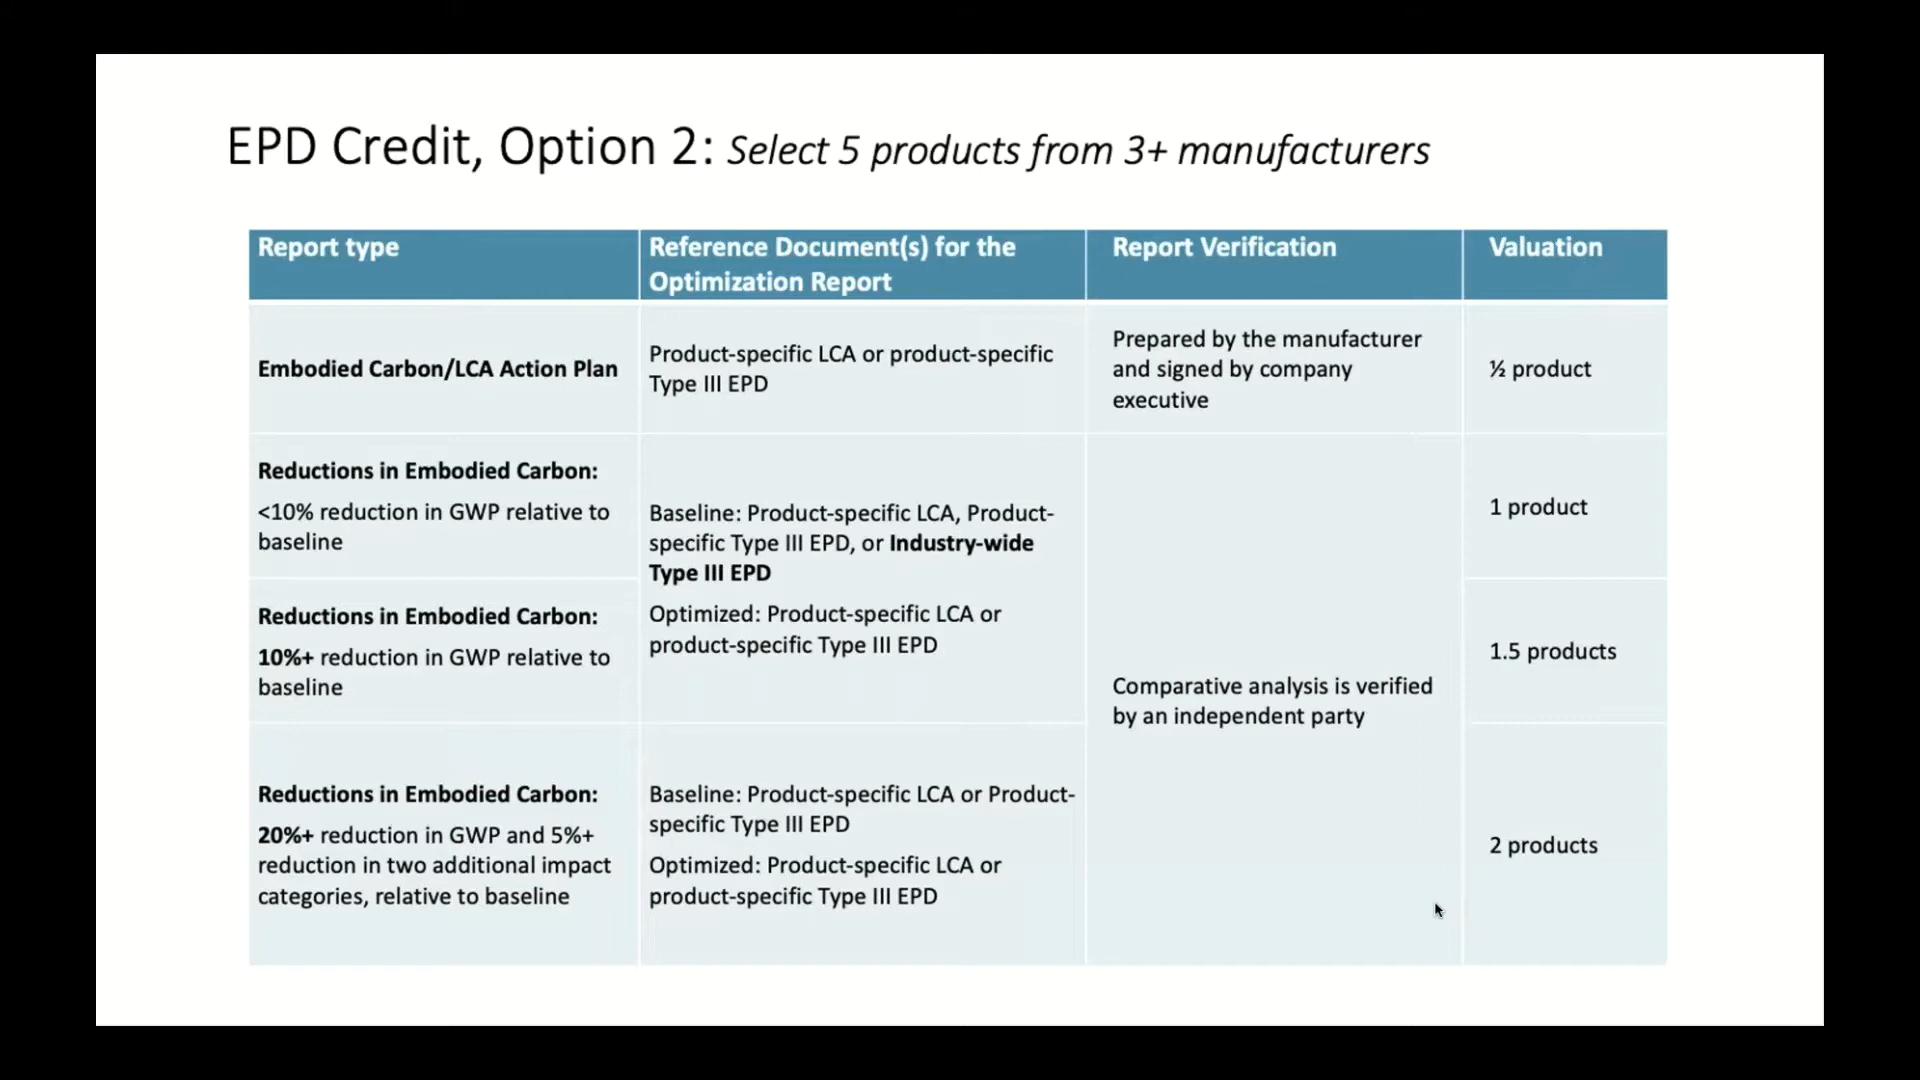 EPD Credit, Option 2: Select 5 products from 3+ manufacturers
Report type
Reference Document(s) for the
Optimization Report
Report Verification
Valuation
Embodied Carbon/LCA Action Plan
Product-specific LCA or product-specific
Type III EPD
Prepared by the manufacturer
and signed by company
executive
½ product
Reductions in Embodied Carbon:
<10% reduction in GWP relative to
baseline
Baseline: Product-specific LCA, Product-
specific Type III EPD, or Industry-wide
Type III EPD
Optimized: Product-specific LCA or
product-specific Type III EPD
Comparative analysis is verified
by an independent party
1 product
Reductions in Embodied Carbon:
10%+ reduction in GWP relative to
baseline
1.5 products
Reductions in Embodied Carbon:
20%+ reduction in GWP and 5%+
reduction in two additional impact
categories, relative to baseline
Baseline: Product-specific LCA or Product-
specific Type III EPD
Optimized: Product-specific LCA or
product-specific Type III EPD
2 products